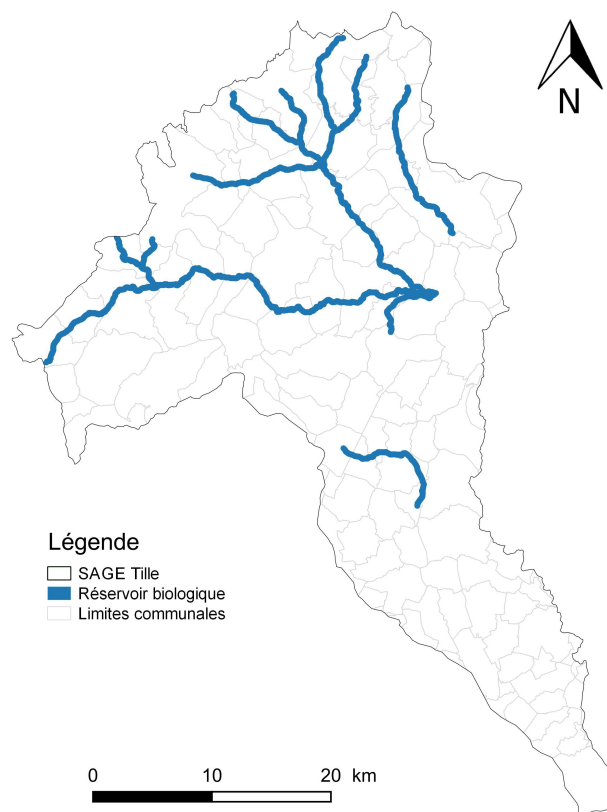 N
Légende
SAGE Tille
Réservoir biologique
Limites communales
0 10 20 km